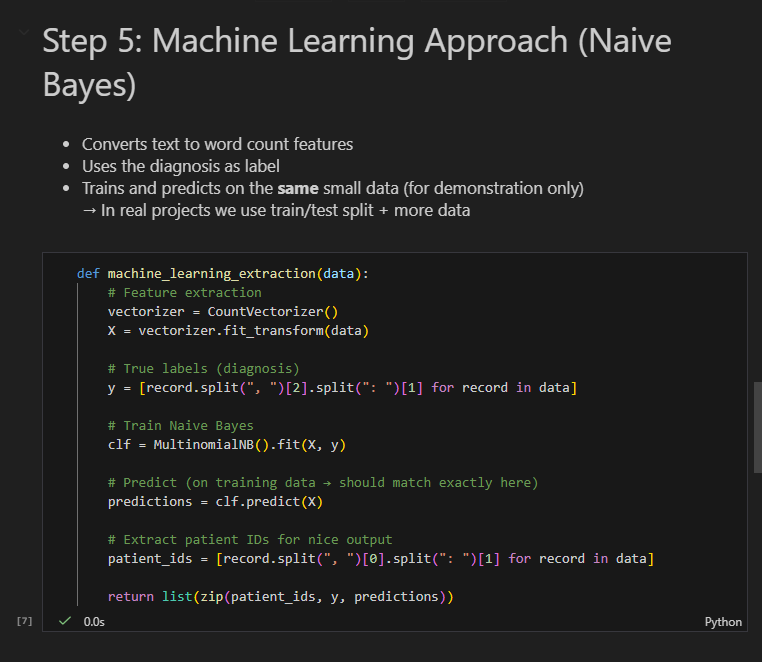 Step 5: Machine Learning Approach (Naive
Bayes)
• Converts text to word count features
• Uses the diagnosis as label
• Trains and predicts on the same small data (for demonstration only)
→ In real projects we use train/test split + more data
def machine_learning_extraction(data):
    # Feature extraction
    vectorizer = CountVectorizer()
    X = vectorizer.fit_transform(data)
    # True labels (diagnosis)
    y = [record.split(", ")[2].split(": ")[1] for record in data]
    # Train Naive Bayes
    clf = MultinomialNB().fit(X, y)
    # Predict (on training data → should match exactly here)
    predictions = clf.predict(X)
    # Extract patient IDs for nice output
    patient_ids = [record.split(", ")[0].split(": ")[1] for record in data]
    return list(zip(patient_ids, y, predictions))
[7] ✓ 0.0s Python